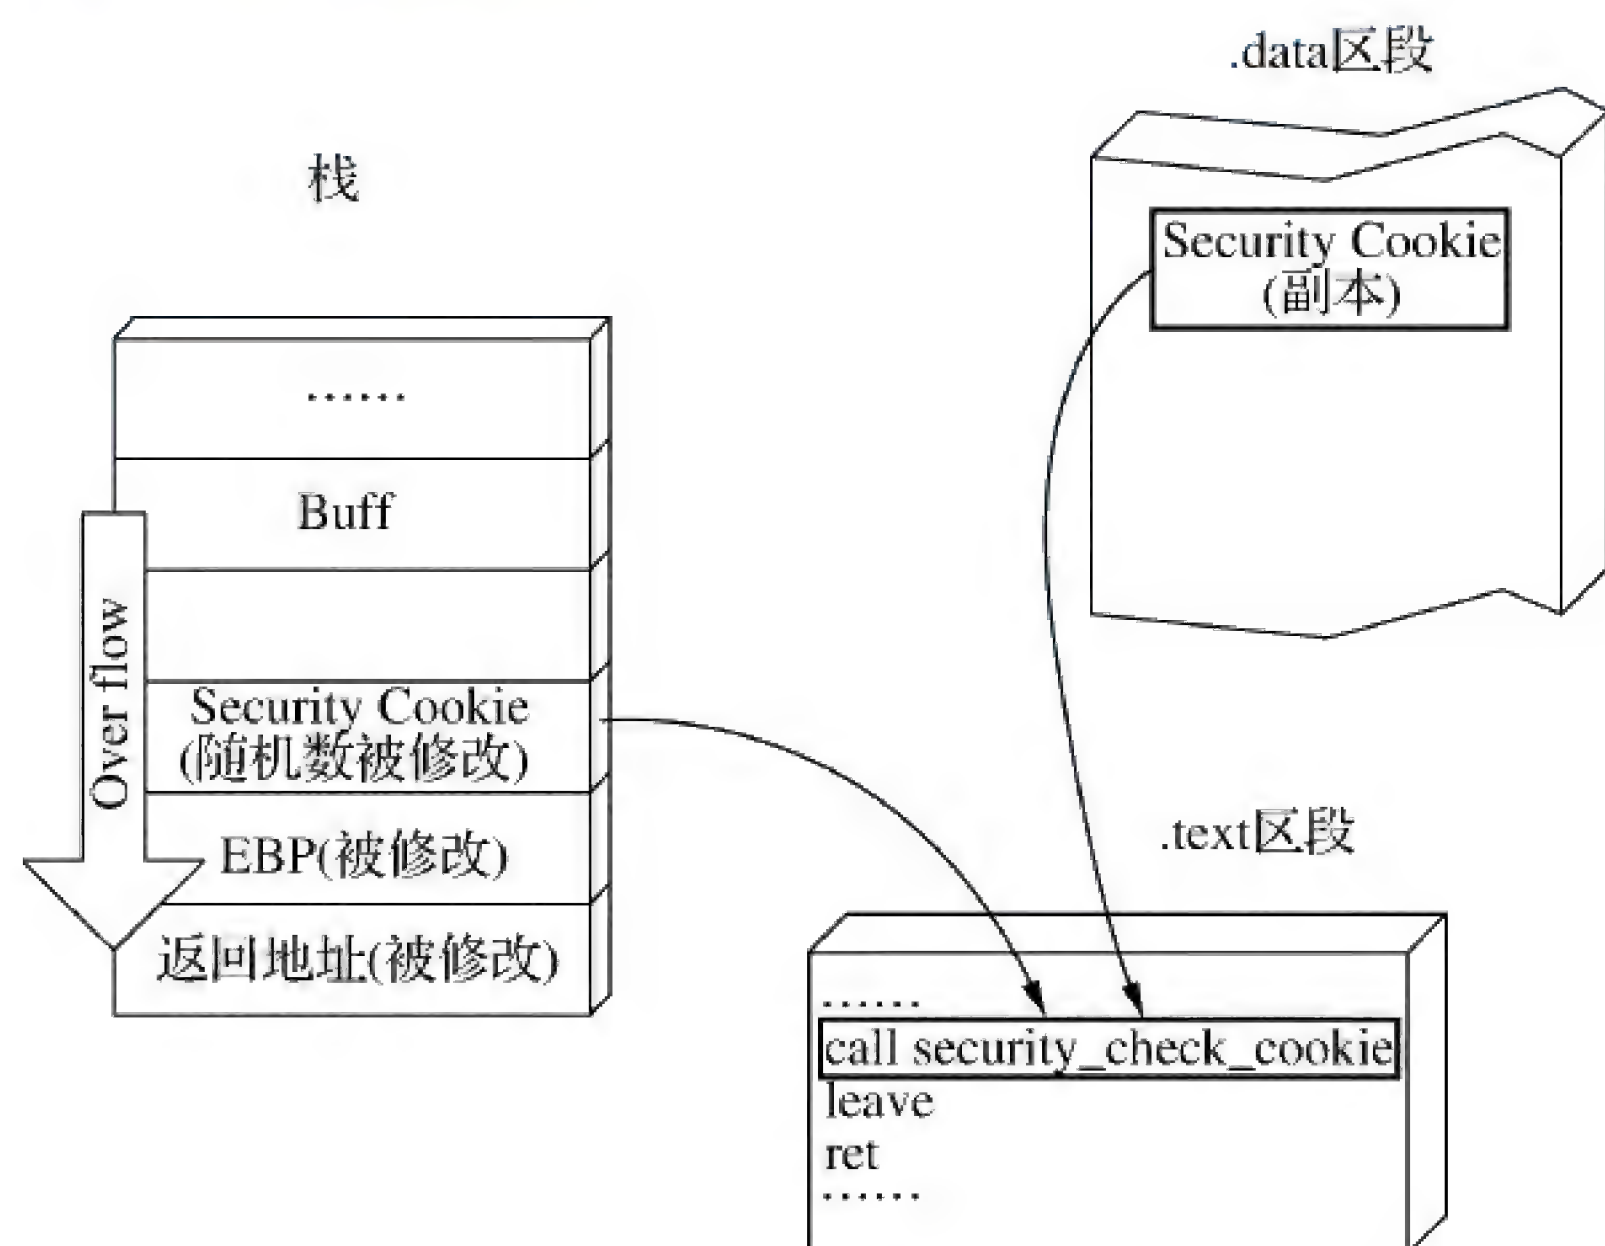 .data区段
栈
Security Cookie
(副本)
……
Buff
Over flow
Security Cookie
(随机数被修改)
EBP(被修改)
返回地址(被修改)
.text区段
……
call security_check_cookie
leave
ret
……